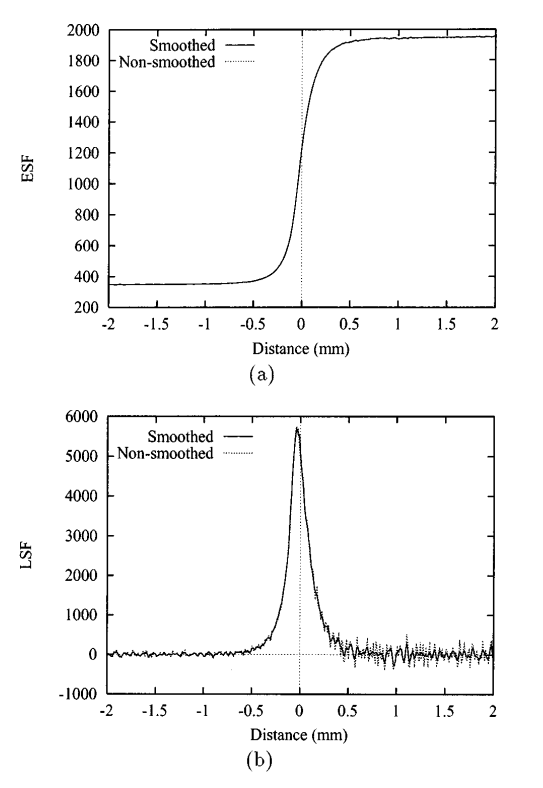 2000
1800
1600
1400
1200
1000
800
600
400
200
Smoothed
Non-smoothed
ESF
-2 -1.5 -1 -0.5 0 0.5 1 1.5 2
Distance (mm)
(a)
6000
5000
4000
3000
2000
1000
0
-1000
Smoothed
Non-smoothed
LSF
-2 -1.5 -1 -0.5 0 0.5 1 1.5 2
Distance (mm)
(b)